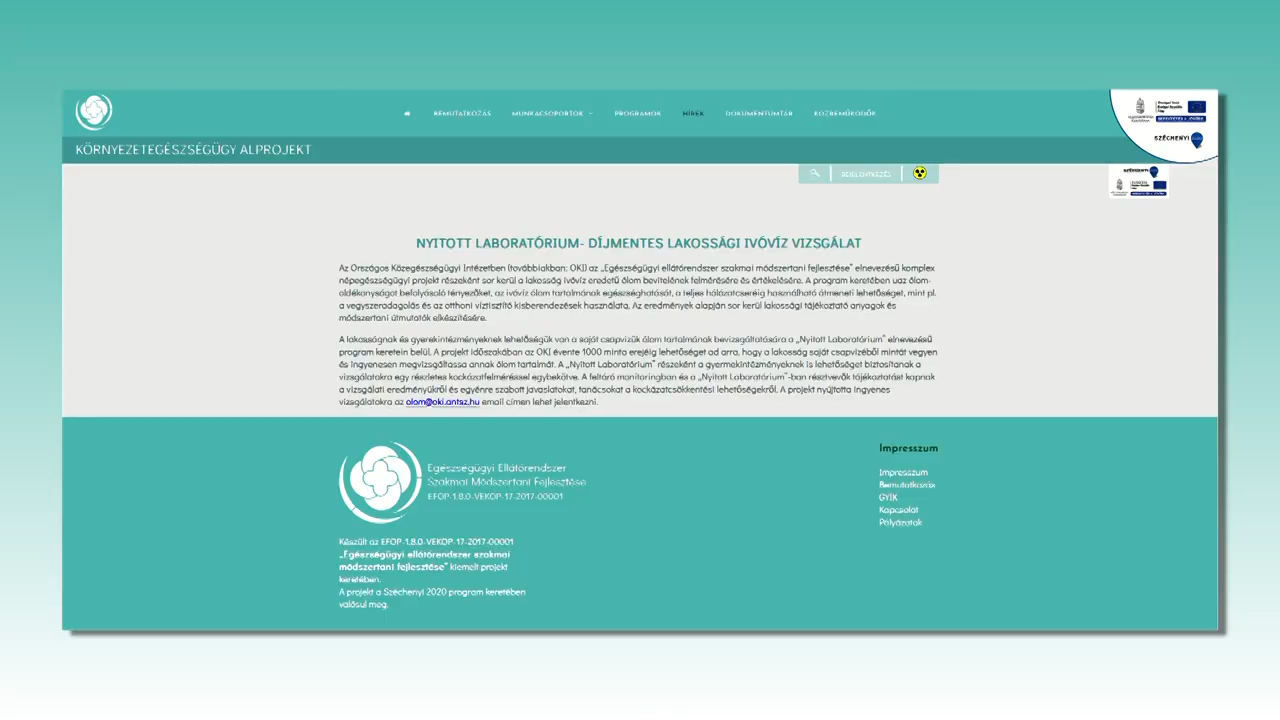 BEMUTATKOZÁS MUNKACSOPORTOK PROGRAMOK HÍREK DOKUMENTUMTÁR KÖZREMŰKÖDŐK
KÖRNYEZETEGÉSZSÉGÜGY ALPROJEKT
SZÉCHENYI
BEJELENTKEZÉS
NYITOTT LABORATÓRIUM- DÍJMENTES LAKOSSÁGI IVÓVÍZ VIZSGÁLAT
Az Országos Közegészségügyi Intézetben (továbbiakban: OKI) az „Egészségügyi ellátórendszer szakmai módszertani fejlesztése” elnevezésű komplex
népegészségügyi projekt részeként sor kerül a lakosság ivóvíz eredetű ólom bevitelének felmérésére és értékelésére. A program keretében uaz ólom-
oldékonyságot befolyásoló tényezőket, az ivóvíz ólom tartalmának egészséghatását, a teljes hálózatcseréig használható átmeneti lehetőséget, mint pl.
a vegyszeradagolás és az otthoni víztisztító kisberendezések használata. Az eredmények alapján sor kerül lakossági tájékoztató anyagok és
módszertani útmutatók elkészítésére.
A lakosságnak és gyerekintézményeknek lehetőségük van a saját csapvizük ólom tartalmának bevizsgáltatására a „Nyitott Laboratórium” elnevezésű
program keretein belül. A projekt időszakában az OKI évente 1000 minta erejéig lehetőséget ad arra, hogy a lakosság saját csapvizéből mintát vegyen
és ingyenesen megvizsgáltassa annak ólom tartalmát. A „Nyitott Laboratórium” részeként a gyermekintézményeknek is lehetőséget biztosítanak a
vizsgálatokra egy részletes kockázatfelméréssel egybekötve. A feltáró monitoringban és a „Nyitott Laboratórium”-ban résztvevők tájékoztatást kapnak
a vizsgálati eredményükről és egyénre szabott javaslatokat, tanácsokat a kockázatcsökkentési lehetőségekről. A projekt nyújtotta ingyenes
vizsgálatokra az olom@oki.antsz.hu email címen lehet jelentkezni.
Egészségügyi Ellátórendszer
Szakmai Módszertani Fejlesztése
EFOP-1.8.0-VEKOP-17-2017-00001
Készült az EFOP-1.8.0-VEKOP-17-2017-00001
„Egészségügyi ellátórendszer szakmai
módszertani fejlesztése” kiemelt projekt
keretében.
A projekt a Széchenyi 2020 program keretében
valósul meg.
Impresszum
Impresszum
Bemutatkozás
GYIK
Kapcsolat
Pályázatok